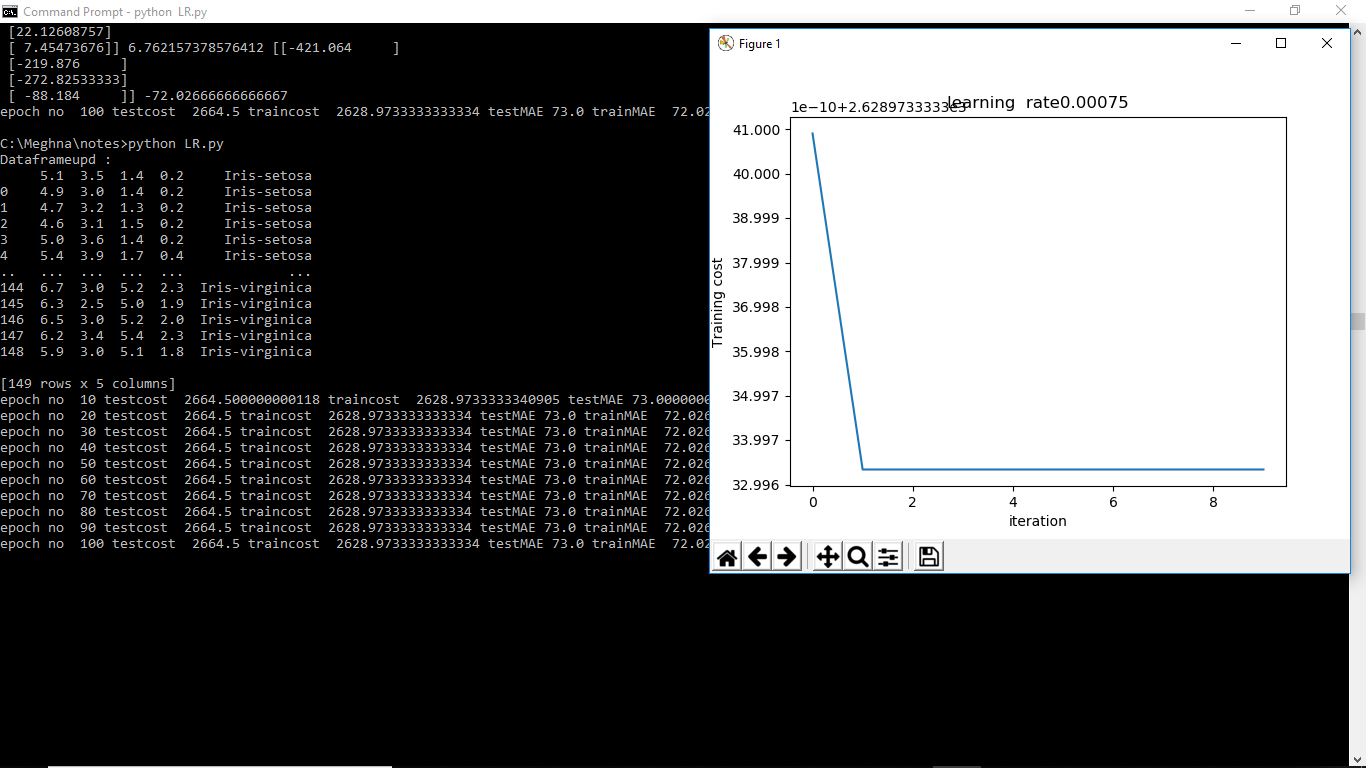 Command Prompt - python  LR.py
 [22.12608757]
 [ 7.45473676]] 6.762157378576412 [[-421.064     ]
 [-219.876     ]
 [-272.82533333]
 [ -88.184     ]] -72.02666666666667
epoch no  100 testcost  2664.5 traincost  2628.9733333333334 testMAE 73.0 trainMAE  72.02
C:\Meghna\notes>python LR.py
Dataframeupd :
     5.1  3.5  1.4  0.2     Iris-setosa
0    4.9  3.0  1.4  0.2     Iris-setosa
1    4.7  3.2  1.3  0.2     Iris-setosa
2    4.6  3.1  1.5  0.2     Iris-setosa
3    5.0  3.6  1.4  0.2     Iris-setosa
4    5.4  3.9  1.7  0.4     Iris-setosa
..   ...  ...  ...  ...             ...
144  6.7  3.0  5.2  2.3  Iris-virginica
145  6.3  2.5  5.0  1.9  Iris-virginica
146  6.5  3.0  5.2  2.0  Iris-virginica
147  6.2  3.4  5.4  2.3  Iris-virginica
148  5.9  3.0  5.1  1.8  Iris-virginica
[149 rows x 5 columns]
epoch no  10 testcost  2664.500000000118 traincost  2628.9733333340905 testMAE 73.0000000
epoch no  20 testcost  2664.5 traincost  2628.9733333333334 testMAE 73.0 trainMAE  72.026
epoch no  30 testcost  2664.5 traincost  2628.9733333333334 testMAE 73.0 trainMAE  72.026
epoch no  40 testcost  2664.5 traincost  2628.9733333333334 testMAE 73.0 trainMAE  72.026
epoch no  50 testcost  2664.5 traincost  2628.9733333333334 testMAE 73.0 trainMAE  72.026
epoch no  60 testcost  2664.5 traincost  2628.9733333333334 testMAE 73.0 trainMAE  72.026
epoch no  70 testcost  2664.5 traincost  2628.9733333333334 testMAE 73.0 trainMAE  72.026
epoch no  80 testcost  2664.5 traincost  2628.9733333333334 testMAE 73.0 trainMAE  72.026
epoch no  90 testcost  2664.5 traincost  2628.9733333333334 testMAE 73.0 trainMAE  72.026
epoch no  100 testcost  2664.5 traincost  2628.9733333333334 testMAE 73.0 trainMAE  72.02
Figure 1
learning  rate0.00075
1e−10+2.6289733333e3
41.000
40.000
38.999
37.999
36.998
35.998
34.997
33.997
32.996
Training cost
0 2 4 6 8
iteration